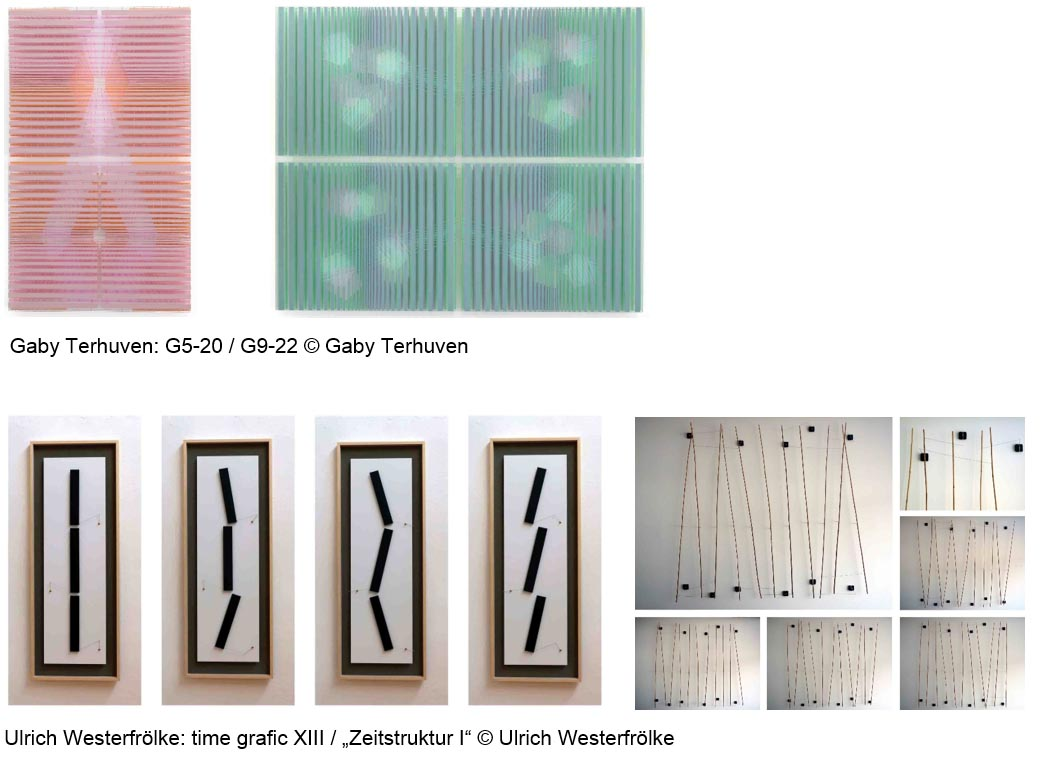 Gaby Terhuven: G5-20 / G9-22 © Gaby Terhuven
Ulrich Westerfrölke: time grafic XIII / „Zeitstruktur I“ © Ulrich Westerfrölke